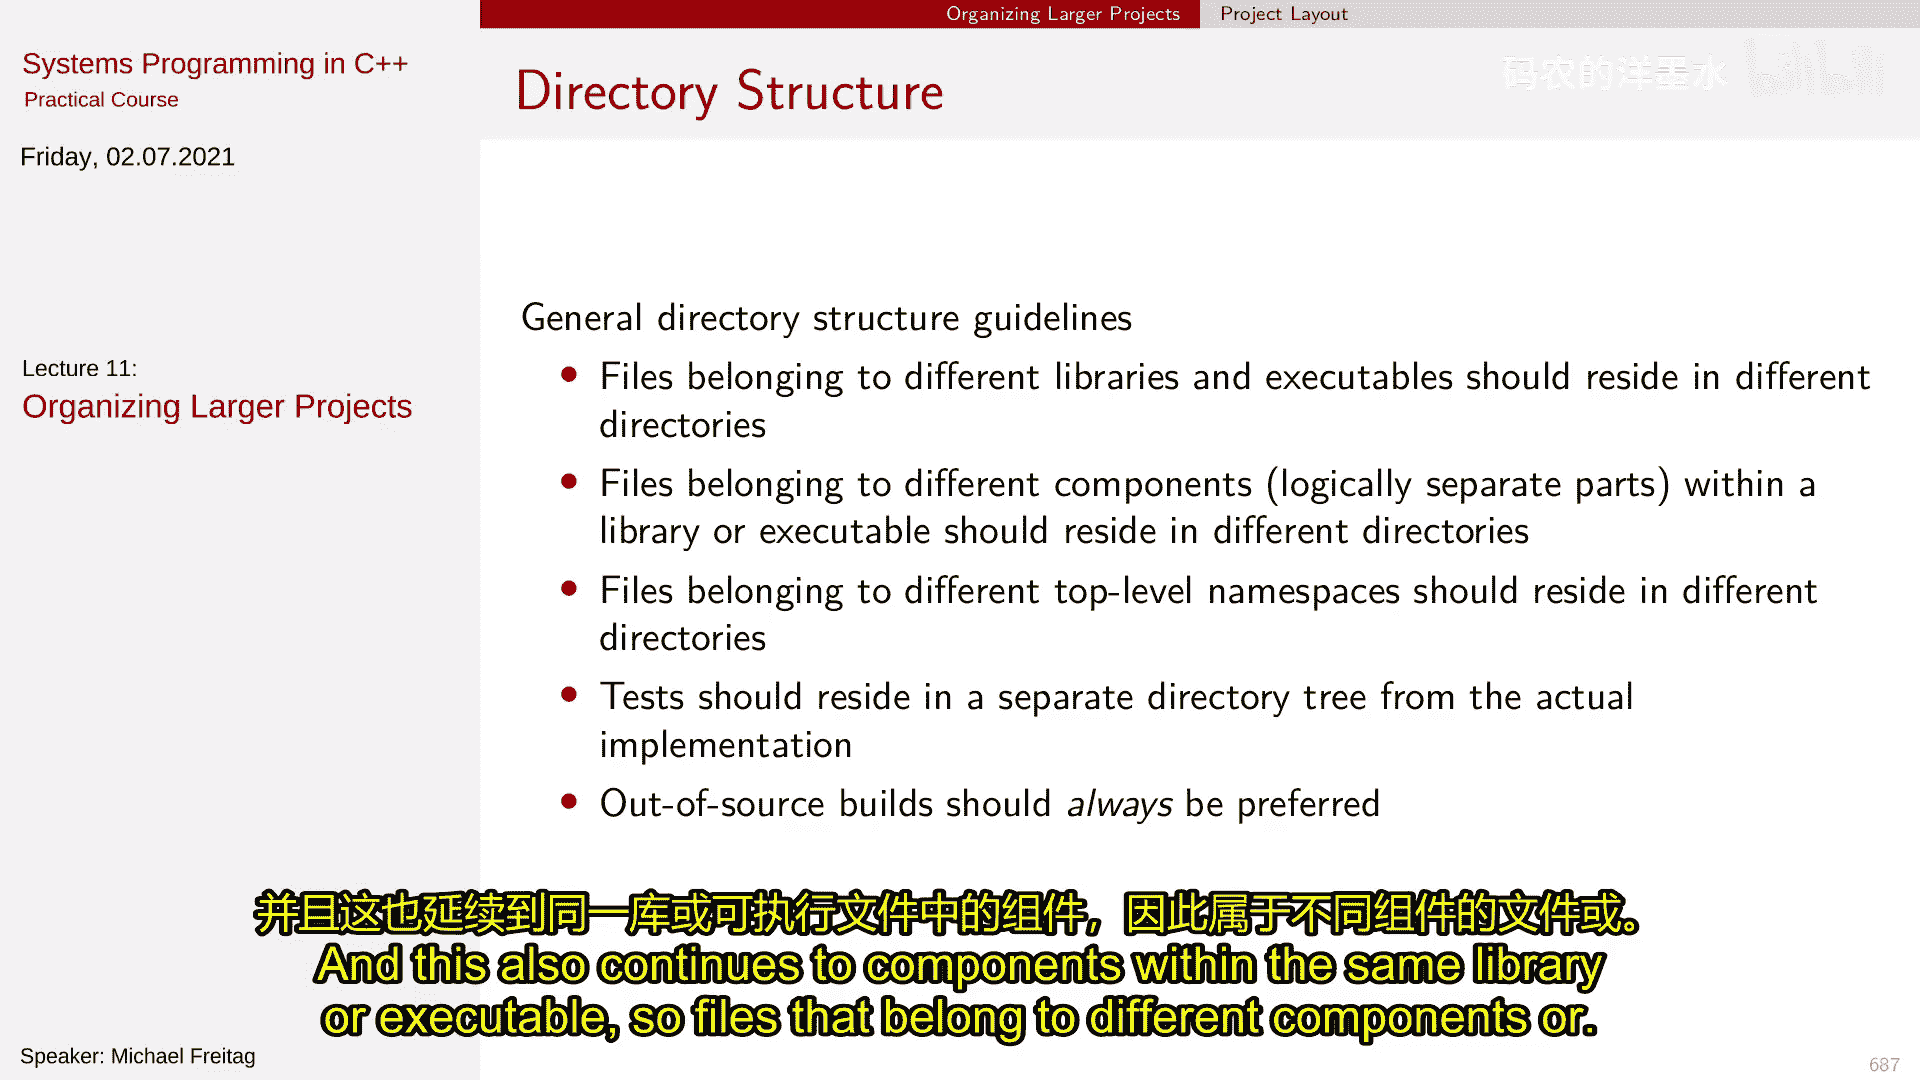 Organizing Larger Projects Project Layout
Systems Programming in C++
Practical Course
Directory Structure
码农的洋墨水 bilibili
Friday, 02.07.2021
General directory structure guidelines
Lecture 11:
Organizing Larger Projects
• Files belonging to different libraries and executables should reside in different
directories
• Files belonging to different components (logically separate parts) within a
library or executable should reside in different directories
• Files belonging to different top-level namespaces should reside in different
directories
• Tests should reside in a separate directory tree from the actual
implementation
• Out-of-source builds should always be preferred
并且这也延续到同一库或可执行文件中的组件，因此属于不同组件的文件或。
And this also continues to components within the same library
or executable, so files that belong to different components or.
Speaker: Michael Freitag
687